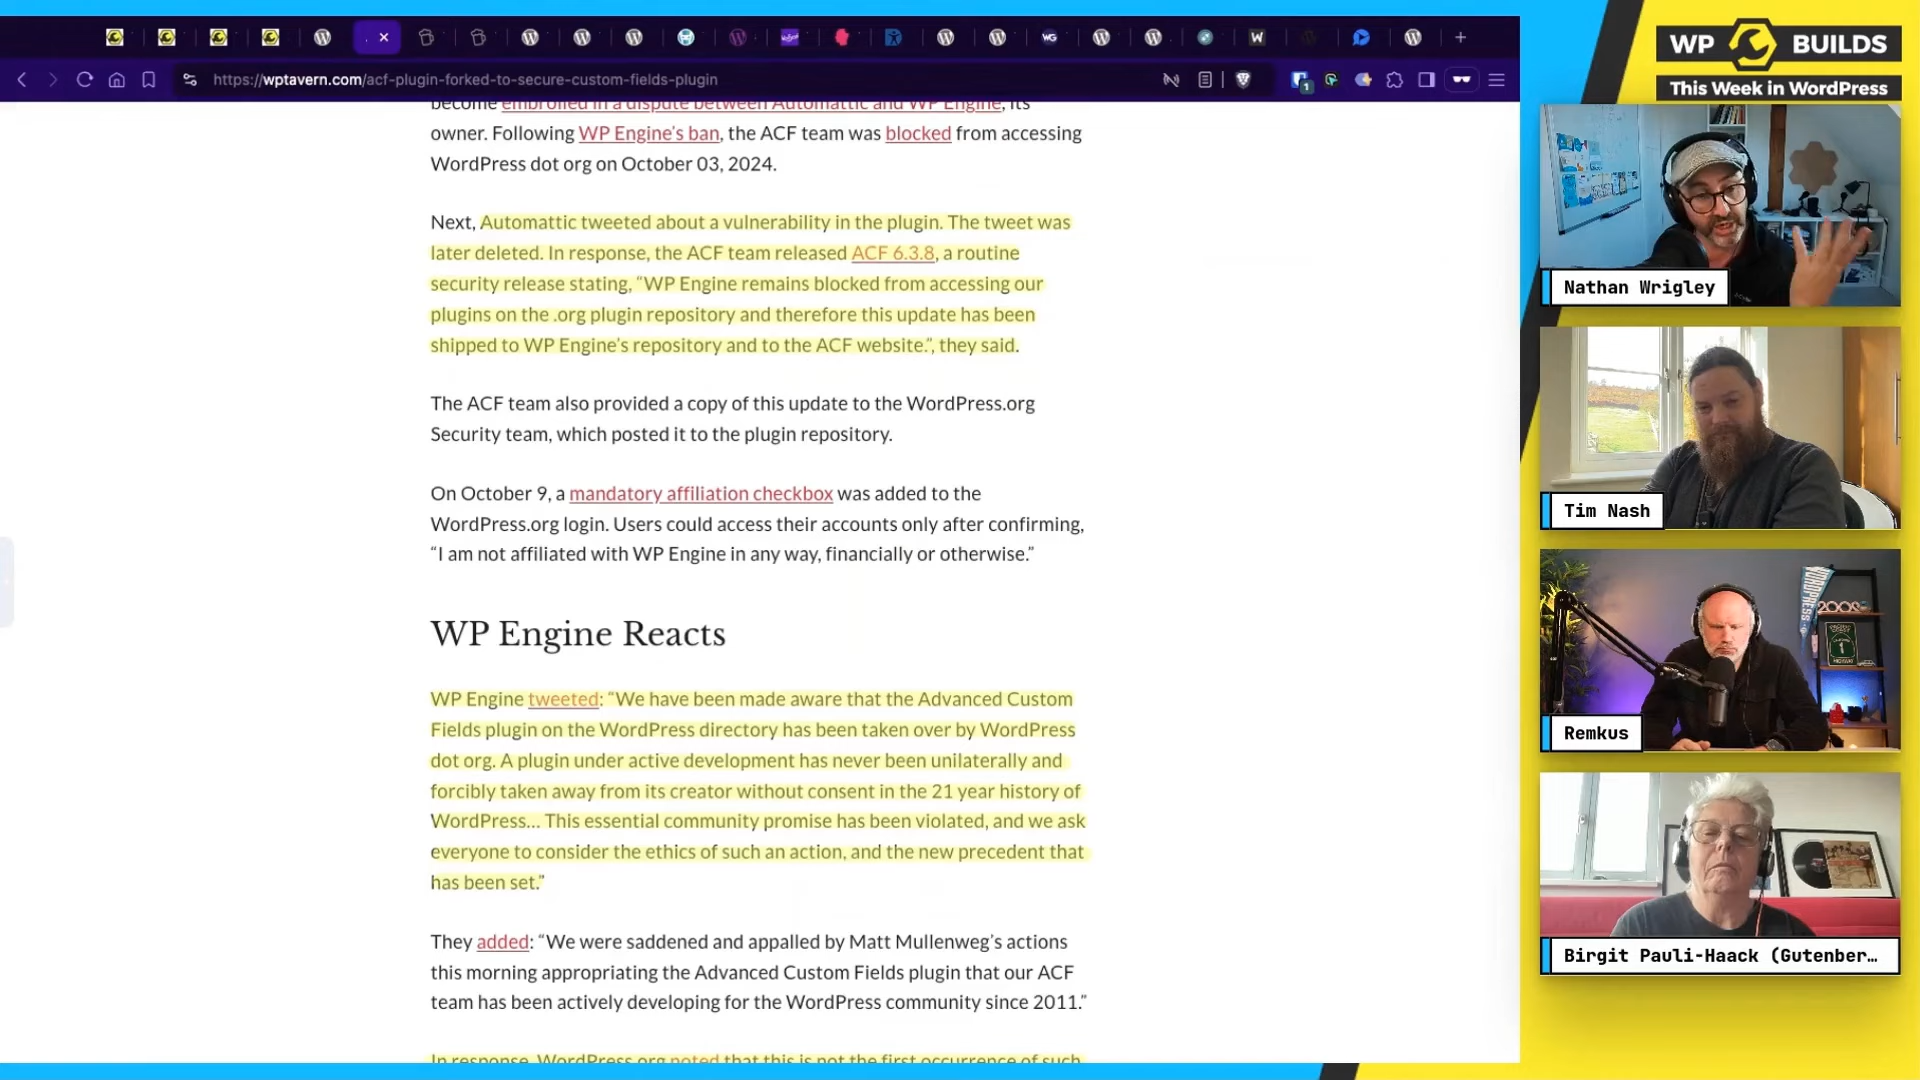 https://wptavern.com/acf-plugin-forked-to-secure-custom-fields-plugin
become embroiled in a dispute between Automattic and WP Engine, its
owner. Following WP Engine's ban, the ACF team was blocked from accessing
WordPress dot org on October 03, 2024.
Next, Automattic tweeted about a vulnerability in the plugin. The tweet was
later deleted. In response, the ACF team released ACF 6.3.8, a routine
security release stating, “WP Engine remains blocked from accessing our
plugins on the .org plugin repository and therefore this update has been
shipped to WP Engine’s repository and to the ACF website.”, they said.
The ACF team also provided a copy of this update to the WordPress.org
Security team, which posted it to the plugin repository.
On October 9, a mandatory affiliation checkbox was added to the
WordPress.org login. Users could access their accounts only after confirming,
“I am not affiliated with WP Engine in any way, financially or otherwise.”
WP Engine Reacts
WP Engine tweeted: “We have been made aware that the Advanced Custom
Fields plugin on the WordPress directory has been taken over by WordPress
dot org. A plugin under active development has never been unilaterally and
forcibly taken away from its creator without consent in the 21 year history of
WordPress… This essential community promise has been violated, and we ask
everyone to consider the ethics of such an action, and the new precedent that
has been set.”
They added: “We were saddened and appalled by Matt Mullenweg’s actions
this morning appropriating the Advanced Custom Fields plugin that our ACF
team has been actively developing for the WordPress community since 2011.”
In response, WordPress.org noted that this is not the first occurrence of such
WP BUILDS
This Week in WordPress
Nathan Wrigley
Tim Nash
Remkus
Birgit Pauli-Haack (Gutenber…